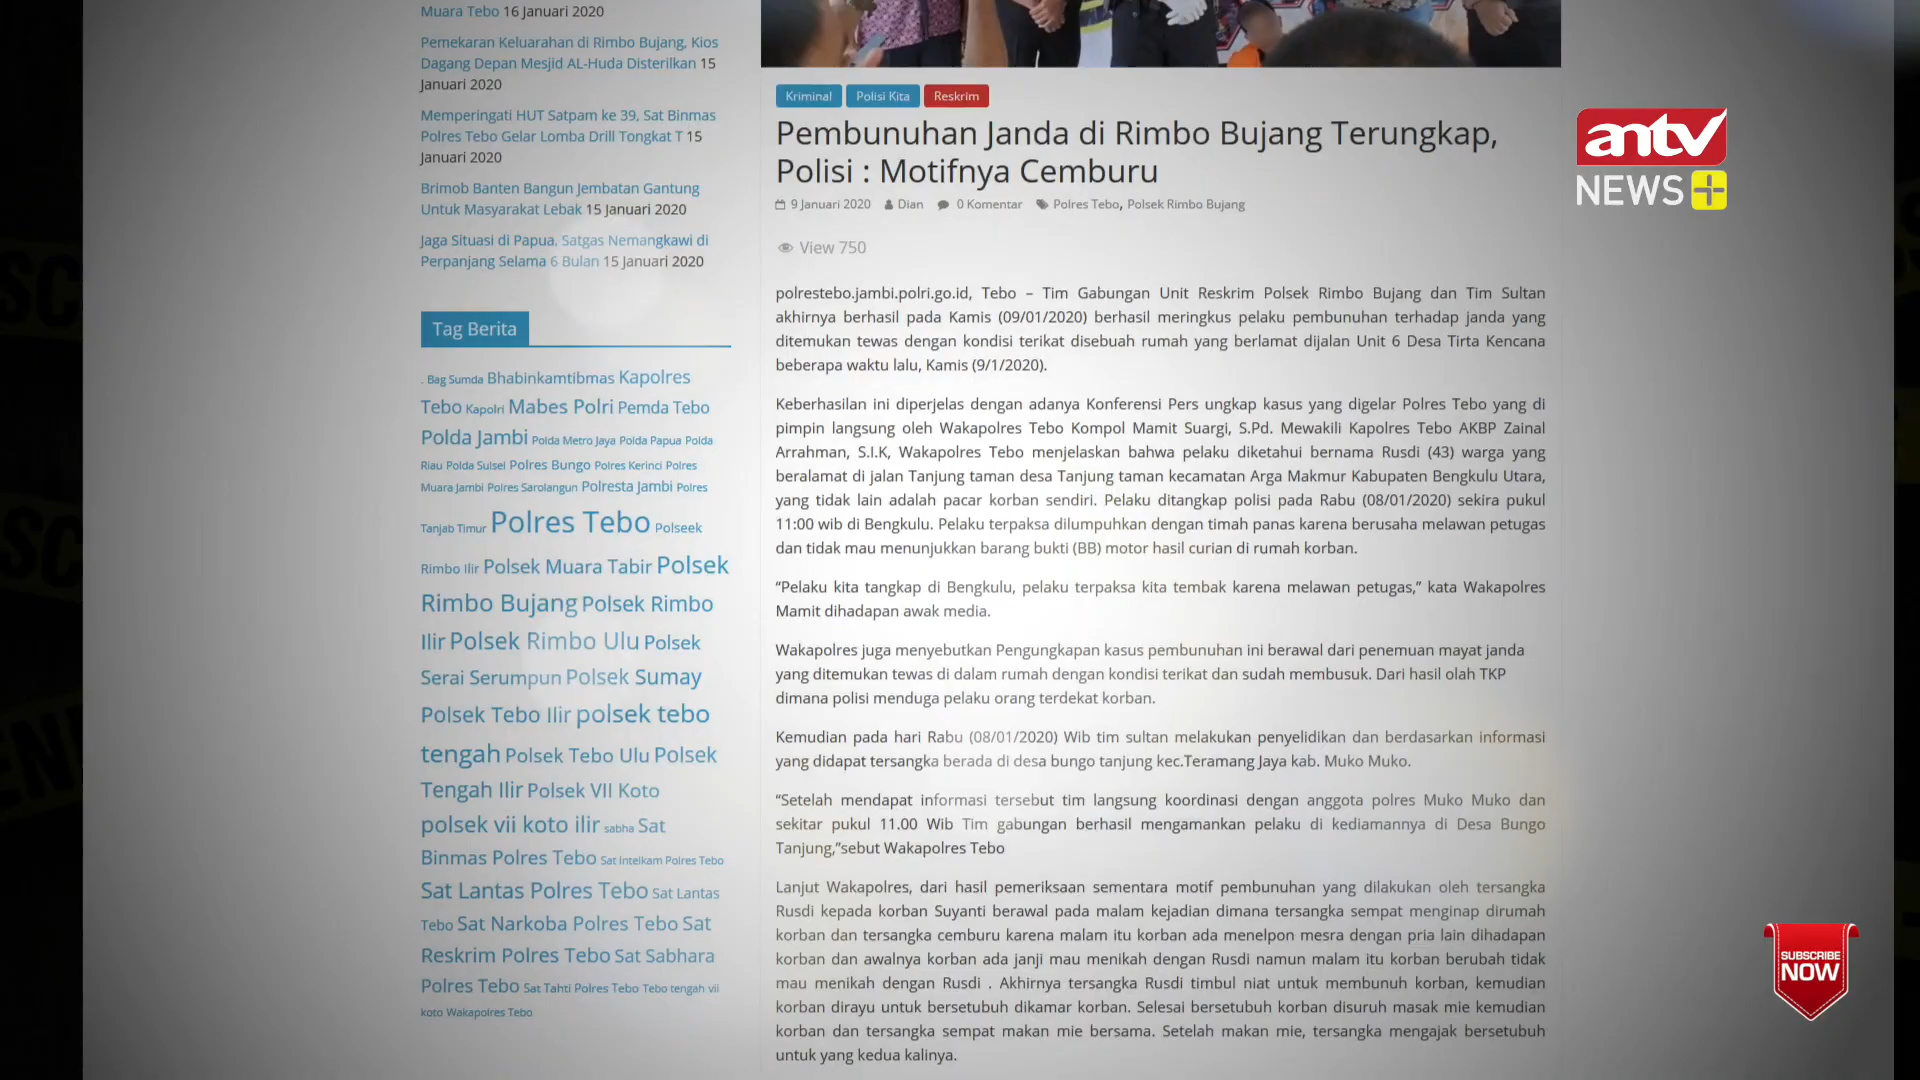 Muara Tebo 16 Januari 2020
Pemekaran Keluarahan di Rimbo Bujang, Kios
Dagang Depan Mesjid AL-Huda Disterilkan 15
Januari 2020
Memperingati HUT Satpam ke 39, Sat Binmas
Polres Tebo Gelar Lomba Drill Tongkat T 15
Januari 2020
Brimob Banten Bangun Jembatan Gantung
Untuk Masyarakat Lebak 15 Januari 2020
Jaga Situasi di Papua, Satgas Nemangkawi di
Perpanjang Selama 6 Bulan 15 Januari 2020
Tag Berita
. Bag Sumda Bhabinkamtibmas Kapolres
Tebo Kapolri Mabes Polri Pemda Tebo
Polda Jambi Polda Metro Jaya Polda Papua Polda
Riau Polda Sulsel Polres Bungo Polres Kerinci Polres
Muara Jambi Polres Sarolangun Polresta Jambi Polres
Tanjab Timur Polres Tebo Polseek
Rimbo Ilir Polsek Muara Tabir Polsek
Rimbo Bujang Polsek Rimbo
Ilir Polsek Rimbo Ulu Polsek
Serai Serumpun Polsek Sumay
Polsek Tebo Ilir polsek tebo
tengah Polsek Tebo Ulu Polsek
Tengah Ilir Polsek VII Koto
polsek vii koto ilir sabha Sat
Binmas Polres Tebo Sat Intelkam Polres Tebo
Sat Lantas Polres Tebo Sat Lantas
Tebo Sat Narkoba Polres Tebo Sat
Reskrim Polres Tebo Sat Sabhara
Polres Tebo Sat Tahti Polres Tebo Tebo tengah vii
koto Wakapolres Tebo
Kriminal Polisi Kita Reskrim
Pembunuhan Janda di Rimbo Bujang Terungkap,
Polisi : Motifnya Cemburu
9 Januari 2020 Dian 0 Komentar Polres Tebo, Polsek Rimbo Bujang
View 750
polrestebo.jambi.polri.go.id, Tebo – Tim Gabungan Unit Reskrim Polsek Rimbo Bujang dan Tim Sultan
akhirnya berhasil pada Kamis (09/01/2020) berhasil meringkus pelaku pembunuhan terhadap janda yang
ditemukan tewas dengan kondisi terikat disebuah rumah yang berlamat dijalan Unit 6 Desa Tirta Kencana
beberapa waktu lalu, Kamis (9/1/2020).
Keberhasilan ini diperjelas dengan adanya Konferensi Pers ungkap kasus yang digelar Polres Tebo yang di
pimpin langsung oleh Wakapolres Tebo Kompol Mamit Suargi, S.Pd. Mewakili Kapolres Tebo AKBP Zainal
Arrahman, S.I.K, Wakapolres Tebo menjelaskan bahwa pelaku diketahui bernama Rusdi (43) warga yang
beralamat di jalan Tanjung taman desa Tanjung taman kecamatan Arga Makmur Kabupaten Bengkulu Utara,
yang tidak lain adalah pacar korban sendiri. Pelaku ditangkap polisi pada Rabu (08/01/2020) sekira pukul
11:00 wib di Bengkulu. Pelaku terpaksa dilumpuhkan dengan timah panas karena berusaha melawan petugas
dan tidak mau menunjukkan barang bukti (BB) motor hasil curian di rumah korban.
“Pelaku kita tangkap di Bengkulu, pelaku terpaksa kita tembak karena melawan petugas,” kata Wakapolres
Mamit dihadapan awak media.
Wakapolres juga menyebutkan Pengungkapan kasus pembunuhan ini berawal dari penemuan mayat janda
yang ditemukan tewas di dalam rumah dengan kondisi terikat dan sudah membusuk. Dari hasil olah TKP
dimana polisi menduga pelaku orang terdekat korban.
Kemudian pada hari Rabu (08/01/2020) Wib tim sultan melakukan penyelidikan dan berdasarkan informasi
yang didapat tersangka berada di desa bungo tanjung kec.Teramang Jaya kab. Muko Muko.
“Setelah mendapat informasi tersebut tim langsung koordinasi dengan anggota polres Muko Muko dan
sekitar pukul 11.00 Wib Tim gabungan berhasil mengamankan pelaku di kediamannya di Desa Bungo
Tanjung,”sebut Wakapolres Tebo
Lanjut Wakapolres, dari hasil pemeriksaan sementara motif pembunuhan yang dilakukan oleh tersangka
Rusdi kepada korban Suyanti berawal pada malam kejadian dimana tersangka sempat menginap dirumah
korban dan tersangka cemburu karena malam itu korban ada menelpon mesra dengan pria lain dihadapan
korban dan awalnya korban ada janji mau menikah dengan Rusdi namun malam itu korban berubah tidak
mau menikah dengan Rusdi . Akhirnya tersangka Rusdi timbul niat untuk membunuh korban, kemudian
korban dirayu untuk bersetubuh dikamar korban. Selesai bersetubuh korban disuruh masak mie kemudian
korban dan tersangka sempat makan mie bersama. Setelah makan mie, tersangka mengajak bersetubuh
untuk yang kedua kalinya.
antv
NEWS+
SUBSCRIBE
NOW